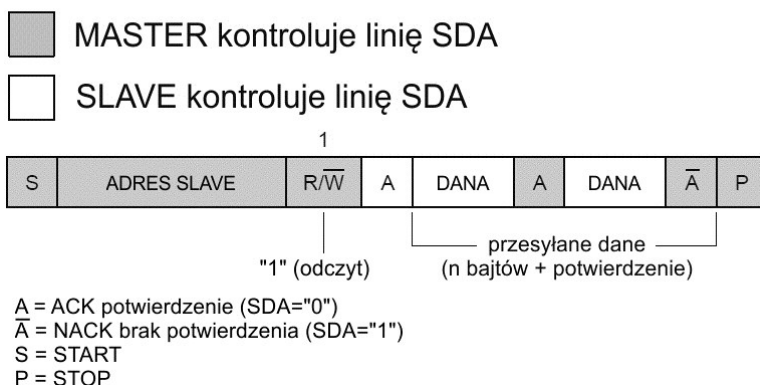 MASTER kontroluje linię SDA
SLAVE kontroluje linię SDA
1
S ADRES SLAVE R/W̅ A DANA A DANA A̅ P
"1" (odczyt)
przesyłane dane
(n bajtów + potwierdzenie)
A = ACK potwierdzenie (SDA="0")
A̅ = NACK brak potwierdzenia (SDA="1")
S = START
P = STOP